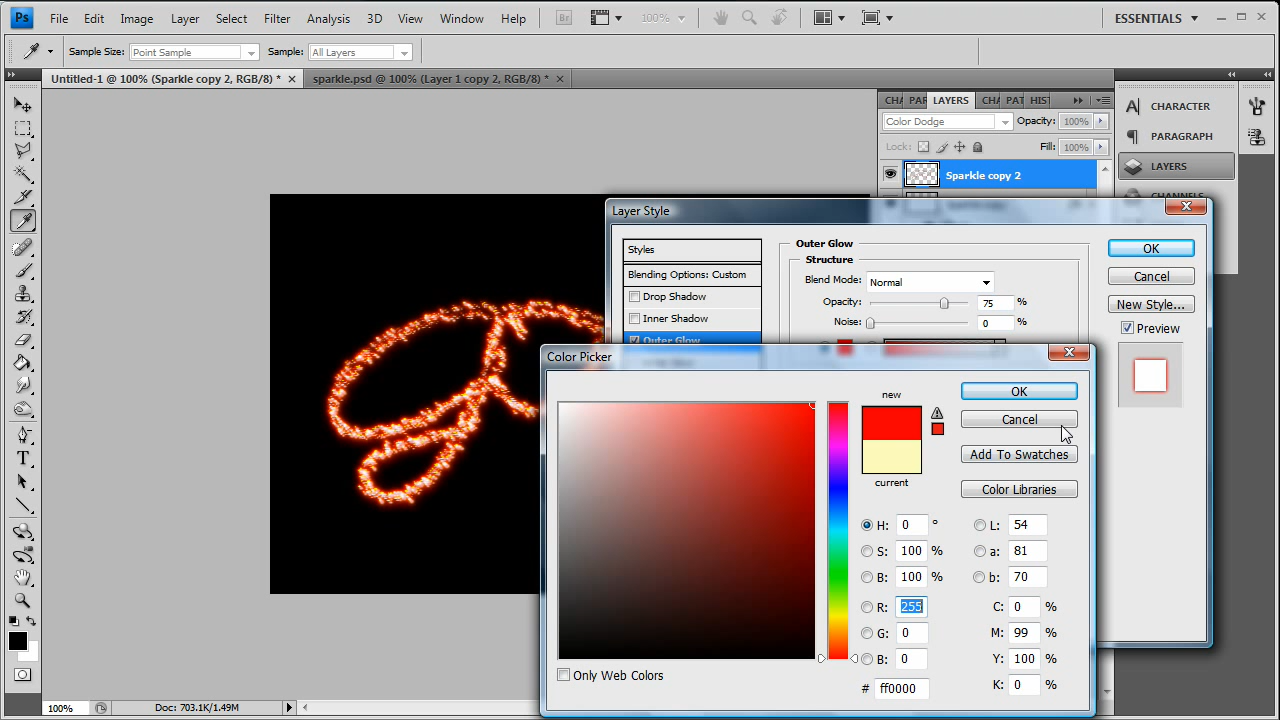 Ps File Edit Image Layer Select Filter Analysis 3D View Window Help Br 100% ESSENTIALS
Sample Size: Point Sample Sample: All Layers
Untitled-1 @ 100% (Sparkle copy 2, RGB/8) * × sparkle.psd @ 100% (Layer 1 copy 2, RGB/8) * ×
CHA PAR LAYERS CHA PAT HIST
Color Dodge Opacity: 100%
Lock: Fill: 100%
Sparkle copy 2
CHARACTER
PARAGRAPH
LAYERS
CHANNELS
Layer Style
Styles
Blending Options: Custom
Drop Shadow
Inner Shadow
Outer Glow
Outer Glow
Structure
Blend Mode: Normal
Opacity: 75 %
Noise: 0 %
OK
Cancel
New Style...
Preview
Color Picker
new
current
OK
Cancel
Add To Swatches
Color Libraries
H: 0 ° L: 54
S: 100 % a: 81
B: 100 % b: 70
R: 255 C: 0 %
G: 0 M: 99 %
B: 0 Y: 100 %
# ff0000 K: 0 %
Only Web Colors
T
100% Doc: 703.1K/1.49M